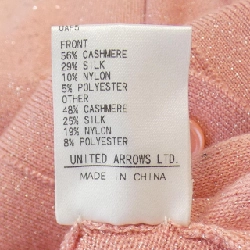 FRONT
56% CASHMERE
29% SILK
10% NYLON
5% POLYESTER
OTHER
48% CASHMERE
25% SILK
19% NYLON
8% POLYESTER
UNITED ARROWS LTD.
MADE IN CHINA